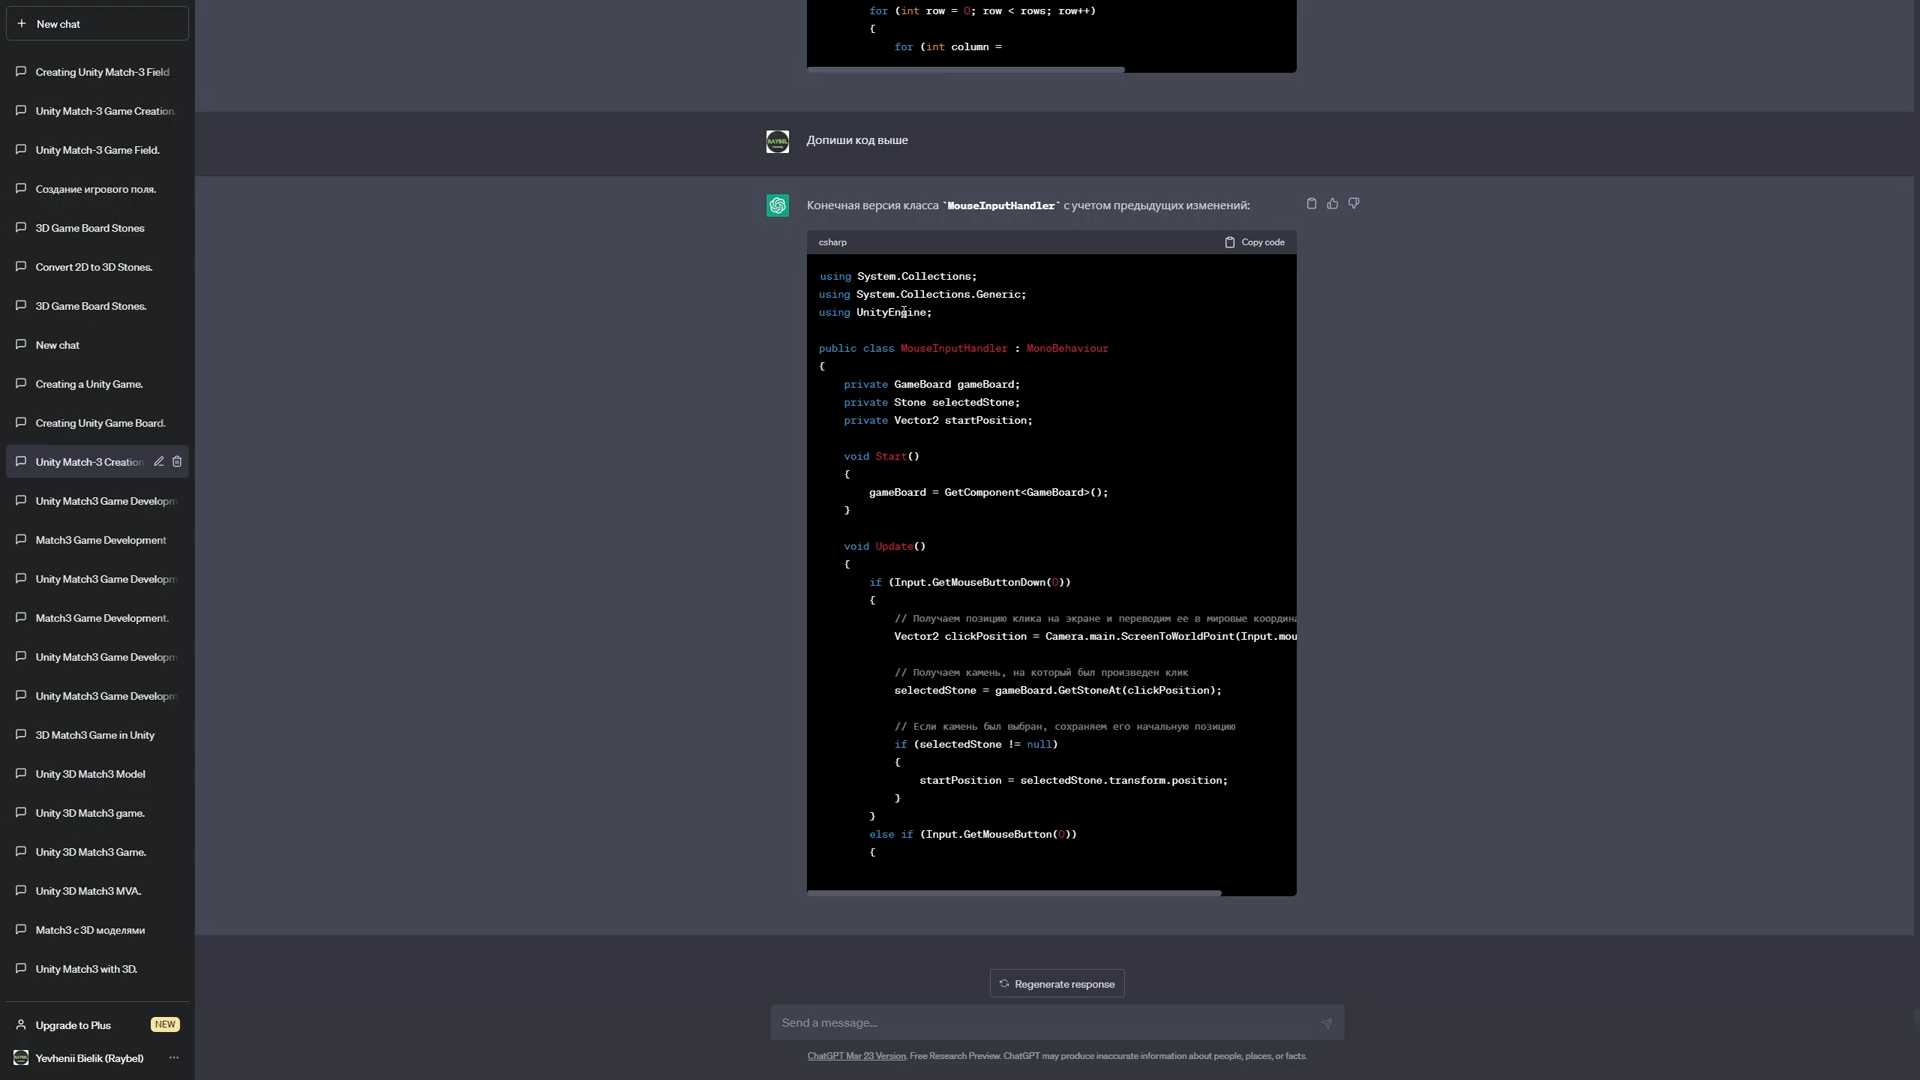 New chat
Creating Unity Match-3 Field
Unity Match-3 Game Creation.
Unity Match-3 Game Field.
Создание игрового поля.
3D Game Board Stones
Convert 2D to 3D Stones.
3D Game Board Stones.
New chat
Creating a Unity Game.
Creating Unity Game Board.
Unity Match-3 Creation
Unity Match3 Game Developm
Match3 Game Development
Unity Match3 Game Developm
Match3 Game Development.
Unity Match3 Game Developm
Unity Match3 Game Developm
3D Match3 Game in Unity
Unity 3D Match3 Model
Unity 3D Match3 game.
Unity 3D Match3 Game.
Unity 3D Match3 MVA.
Match3 с 3D моделями
Unity Match3 with 3D.
Upgrade to Plus NEW
Yevhenii Bielik (Raybel)
for (int row = 0; row < rows; row++)
{
for (int column =
RAYBEL
Допиши код выше
Конечная версия класса `MouseInputHandler` с учетом предыдущих изменений:
csharp Copy code
using System.Collections;
using System.Collections.Generic;
using UnityEngine;
public class MouseInputHandler : MonoBehaviour
{
private GameBoard gameBoard;
private Stone selectedStone;
private Vector2 startPosition;
void Start()
{
gameBoard = GetComponent<GameBoard>();
}
void Update()
{
if (Input.GetMouseButtonDown(0))
{
// Получаем позицию клика на экране и переводим ее в мировые координа
Vector2 clickPosition = Camera.main.ScreenToWorldPoint(Input.mou
// Получаем камень, на который был произведен клик
selectedStone = gameBoard.GetStoneAt(clickPosition);
// Если камень был выбран, сохраняем его начальную позицию
if (selectedStone != null)
{
startPosition = selectedStone.transform.position;
}
}
else if (Input.GetMouseButton(0))
{
Regenerate response
Send a message...
ChatGPT Mar 23 Version. Free Research Preview. ChatGPT may produce inaccurate information about people, places, or facts.